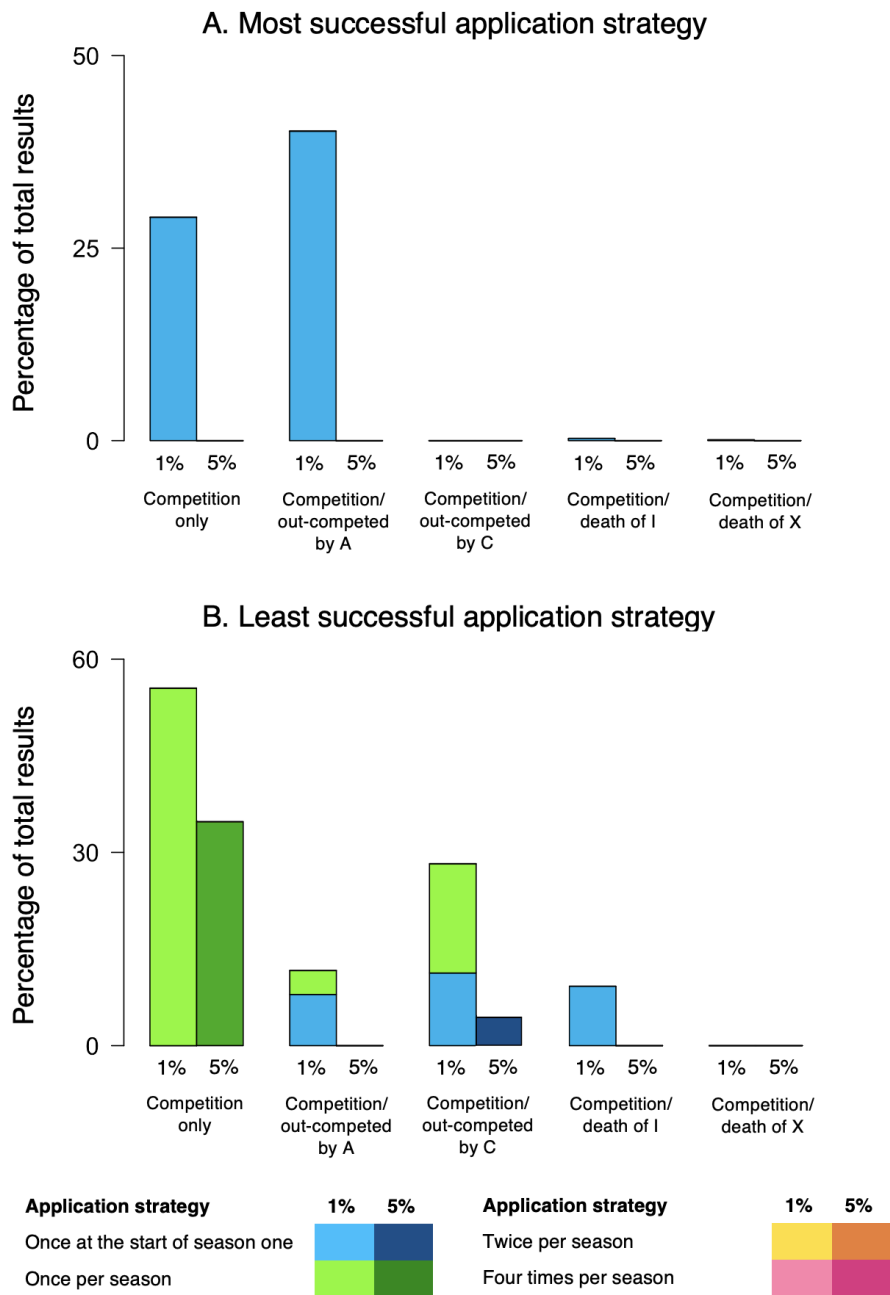 A. Most successful application strategy
Percentage of total results
50
25
0
1% 5% 1% 5% 1% 5% 1% 5% 1% 5%
Competition only
Competition/ out-competed by A
Competition/ out-competed by C
Competition/ death of I
Competition/ death of X
B. Least successful application strategy
Percentage of total results
60
30
0
1% 5% 1% 5% 1% 5% 1% 5% 1% 5%
Competition only
Competition/ out-competed by A
Competition/ out-competed by C
Competition/ death of I
Competition/ death of X
Application strategy 1% 5%
Once at the start of season one
Once per season
Application strategy 1% 5%
Twice per season
Four times per season